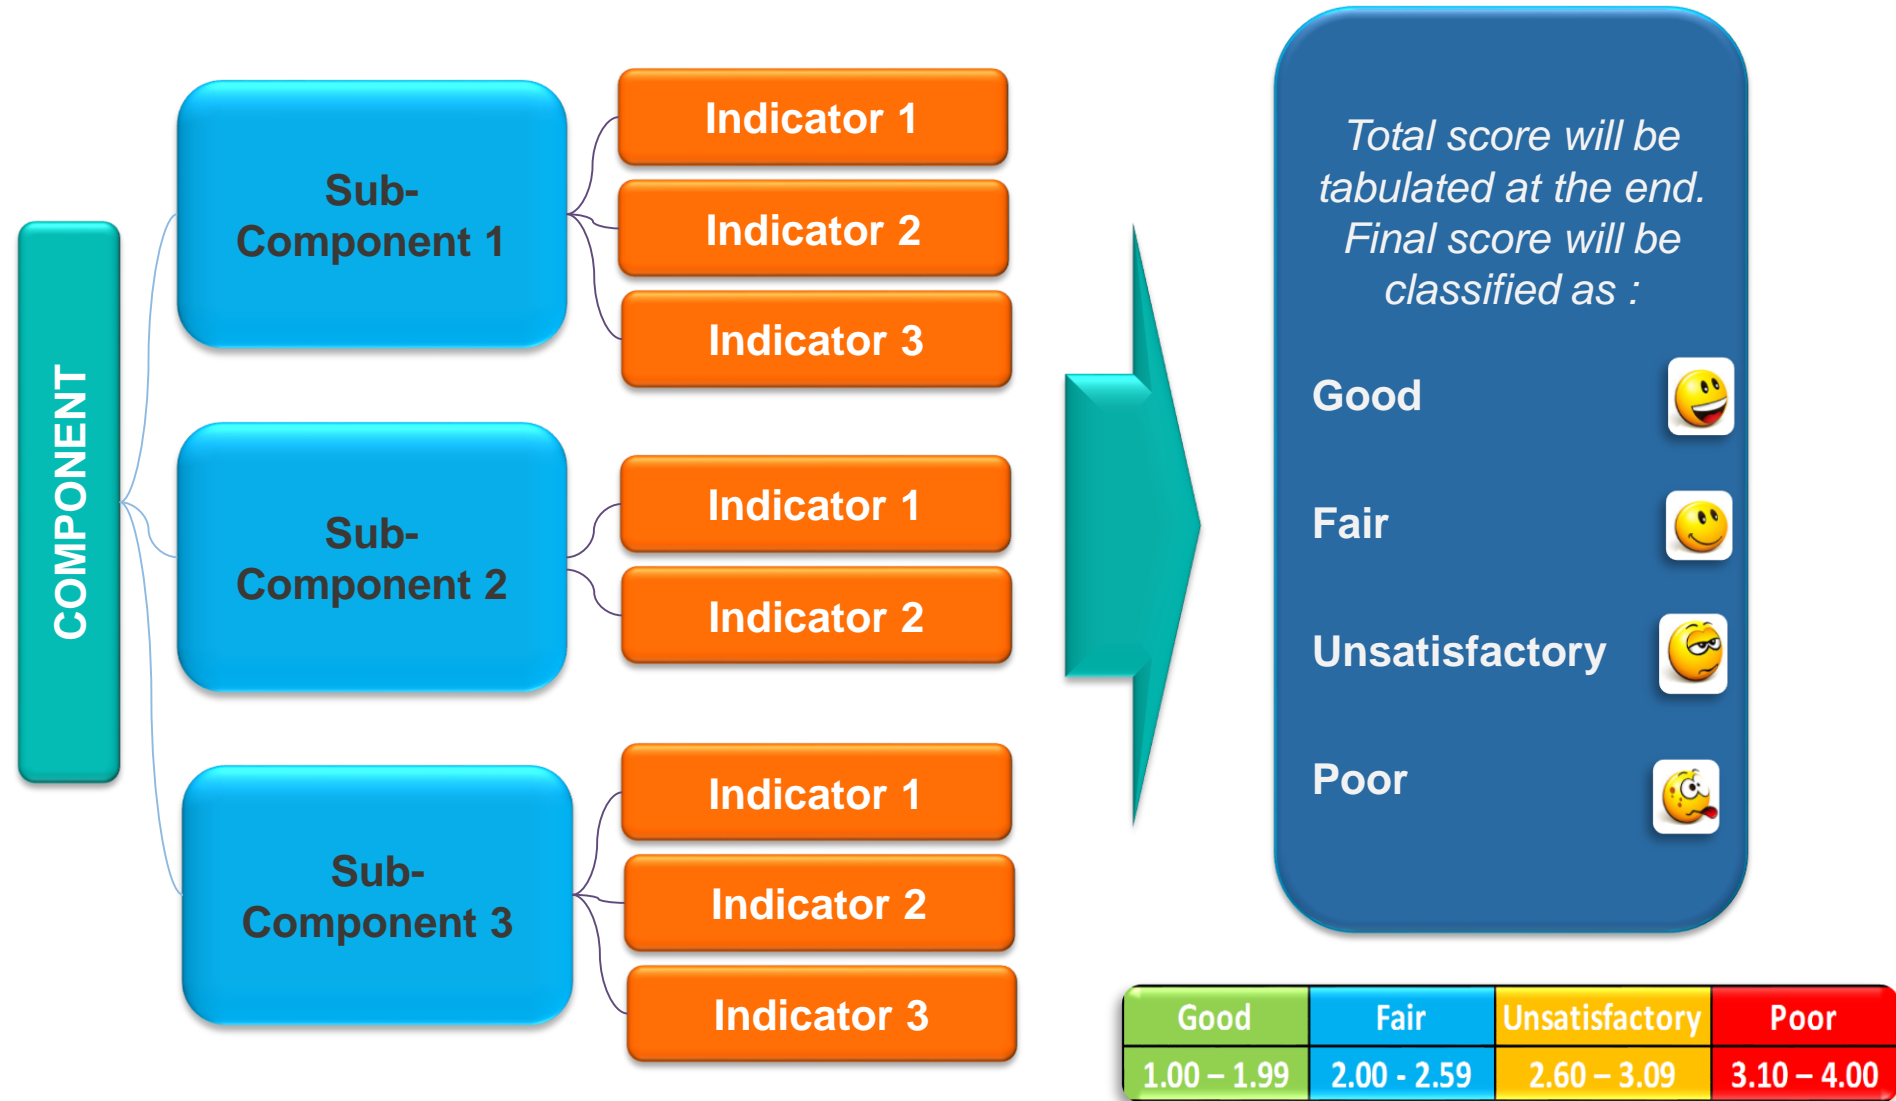 COMPONENT
Sub-
Component 1
Indicator 1
Indicator 2
Indicator 3
Sub-
Component 2
Indicator 1
Indicator 2
Sub-
Component 3
Indicator 1
Indicator 2
Indicator 3
Total score will be
tabulated at the end.
Final score will be
classified as :
Good
Fair
Unsatisfactory
Poor
Good Fair Unsatisfactory Poor
1.00 – 1.99 2.00 - 2.59 2.60 – 3.09 3.10 – 4.00